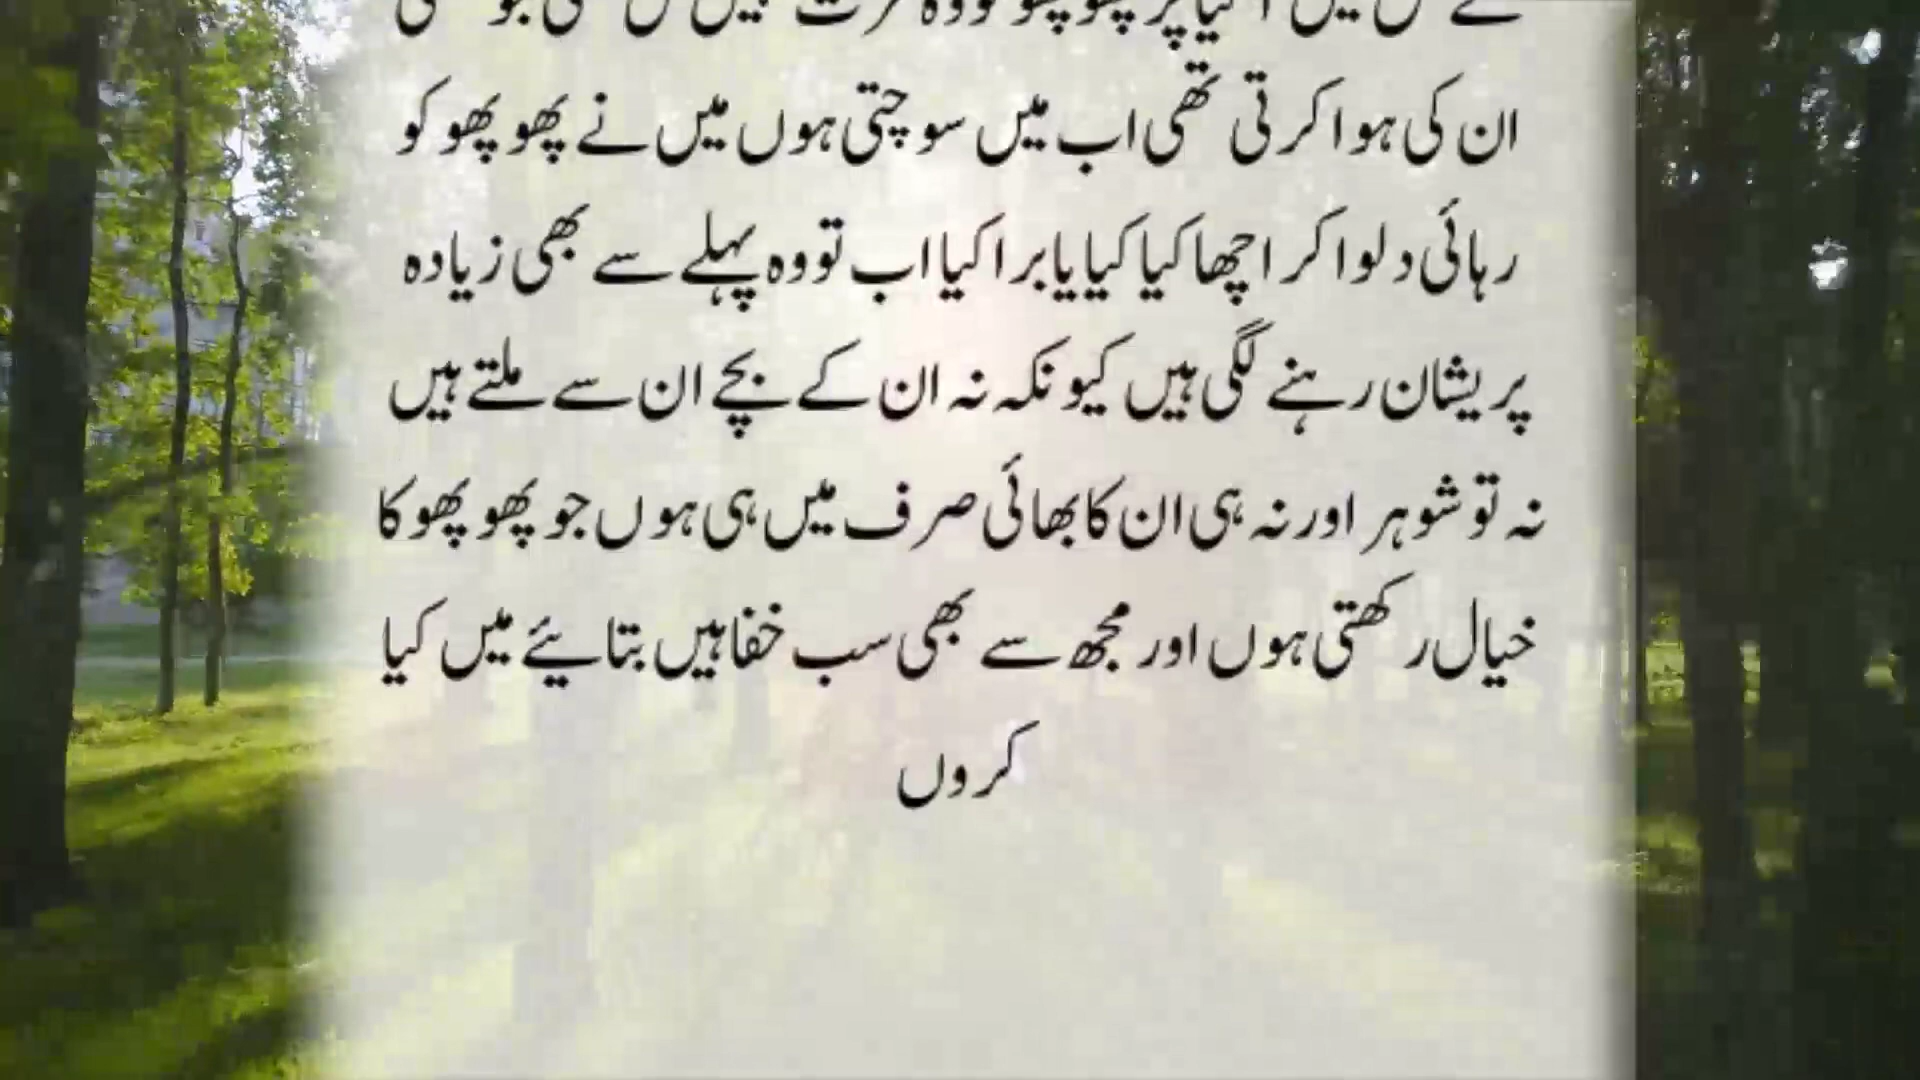 ان کی ہوا کرتی تھی اب میں سوچتی ہوں میں نے پھوپھو کو
رہائی دلوا کر اچھا کیا کیا یا برا کیا اب تو وہ پہلے سے بھی زیادہ
پریشان رہنے لگی ہیں کیونکہ نہ ان کے بچے ان سے ملتے ہیں
نہ تو شوہر اور نہ ہی ان کا بھائی صرف میں ہی ہوں جو پھوپھو کا
خیال رکھتی ہوں اور مجھ سے بھی سب خفا ہیں بتایئے میں کیا
کروں